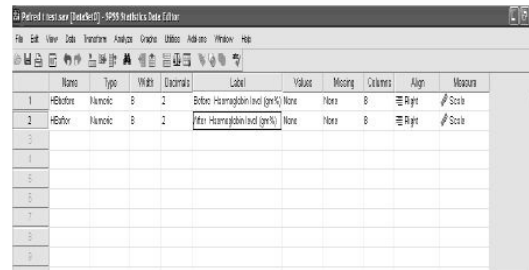 Paired t test.sav [DataSet0] - SPSS Statistics Data Editor
File Edit View Data Transform Analyze Graphs Utilities Add-ons Window Help
Name Type Width Decimals Label Values Missing Columns Align Measure
1 HBbefore Numeric 8 2 Before Haemaglobin level (gm%) None None 8 Right Scale
2 HBafter Numeric 8 2 After Haemaglobin level (gm%) None None 8 Right Scale
3
4
5
6
7
8
9